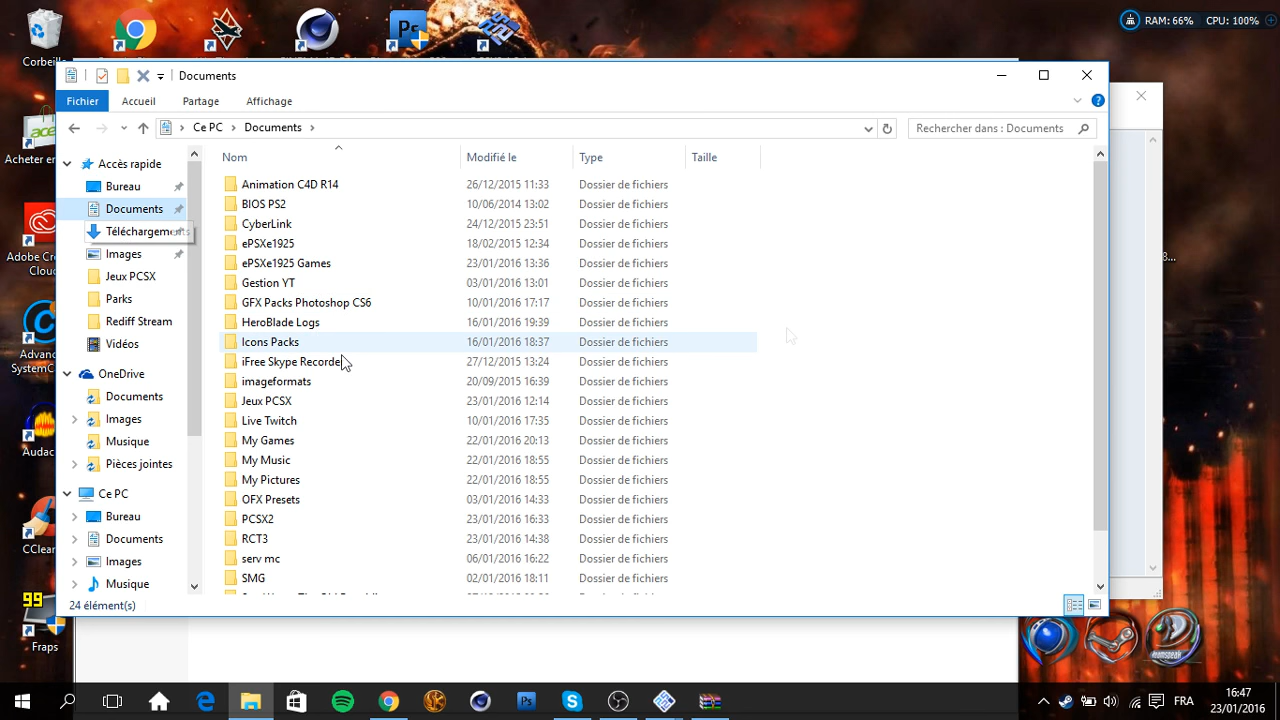 RAM: 66% CPU: 100%
Corbeille
Documents
Fichier Accueil Partage Affichage
Ce PC Documents
Rechercher dans : Documents
Nom Modifié le Type Taille
Accès rapide
Bureau
Documents
Téléchargements
Images
Jeux PCSX
Parks
Rediff Stream
Vidéos
OneDrive
Documents
Images
Musique
Pièces jointes
Ce PC
Bureau
Documents
Images
Musique
Animation C4D R14 26/12/2015 11:33 Dossier de fichiers
BIOS PS2 10/06/2014 13:02 Dossier de fichiers
CyberLink 24/12/2015 23:51 Dossier de fichiers
ePSXe1925 18/02/2015 12:34 Dossier de fichiers
ePSXe1925 Games 23/01/2016 13:36 Dossier de fichiers
Gestion YT 03/01/2016 13:01 Dossier de fichiers
GFX Packs Photoshop CS6 10/01/2016 17:17 Dossier de fichiers
HeroBlade Logs 16/01/2016 19:39 Dossier de fichiers
Icons Packs 16/01/2016 18:37 Dossier de fichiers
iFree Skype Recorder 27/12/2015 13:24 Dossier de fichiers
imageformats 20/09/2015 16:39 Dossier de fichiers
Jeux PCSX 23/01/2016 12:14 Dossier de fichiers
Live Twitch 10/01/2016 17:35 Dossier de fichiers
My Games 22/01/2016 20:13 Dossier de fichiers
My Music 22/01/2016 18:55 Dossier de fichiers
My Pictures 22/01/2016 18:55 Dossier de fichiers
OFX Presets 03/01/2016 14:33 Dossier de fichiers
PCSX2 23/01/2016 16:33 Dossier de fichiers
RCT3 23/01/2016 14:38 Dossier de fichiers
serv mc 06/01/2016 16:22 Dossier de fichiers
SMG 02/01/2016 18:11 Dossier de fichiers
24 élément(s)
acer
Acheter en
Adobe Cre
Cloud
Advan
SystemC
Audac
CClea
99
Fraps
teamspeak
FRA
16:47
23/01/2016